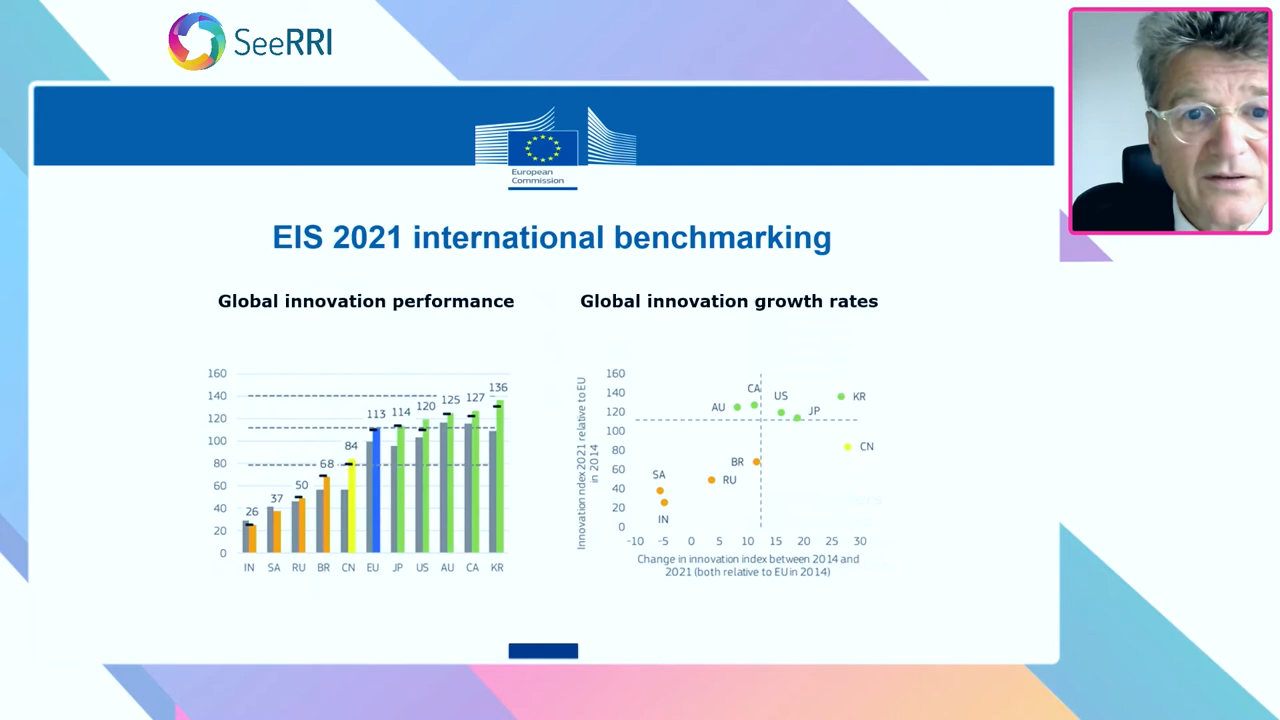 SeeRRI
European
Commission
EIS 2021 international benchmarking
Global innovation performance
160
140
120
100
80
60
40
20
0
26
37
50
68
84
113
114
120
125
127
136
IN SA RU BR CN EU JP US AU CA KR
Global innovation growth rates
Innovation ndex 2021 relative to EU
in 2014
160
140
120
100
80
60
40
20
0
CA
AU
US
JP
KR
CN
BR
RU
SA
IN
-10 -5 0 5 10 15 20 25 30
Change in innovation index between 2014 and
2021 (both relative to EU in 2014)